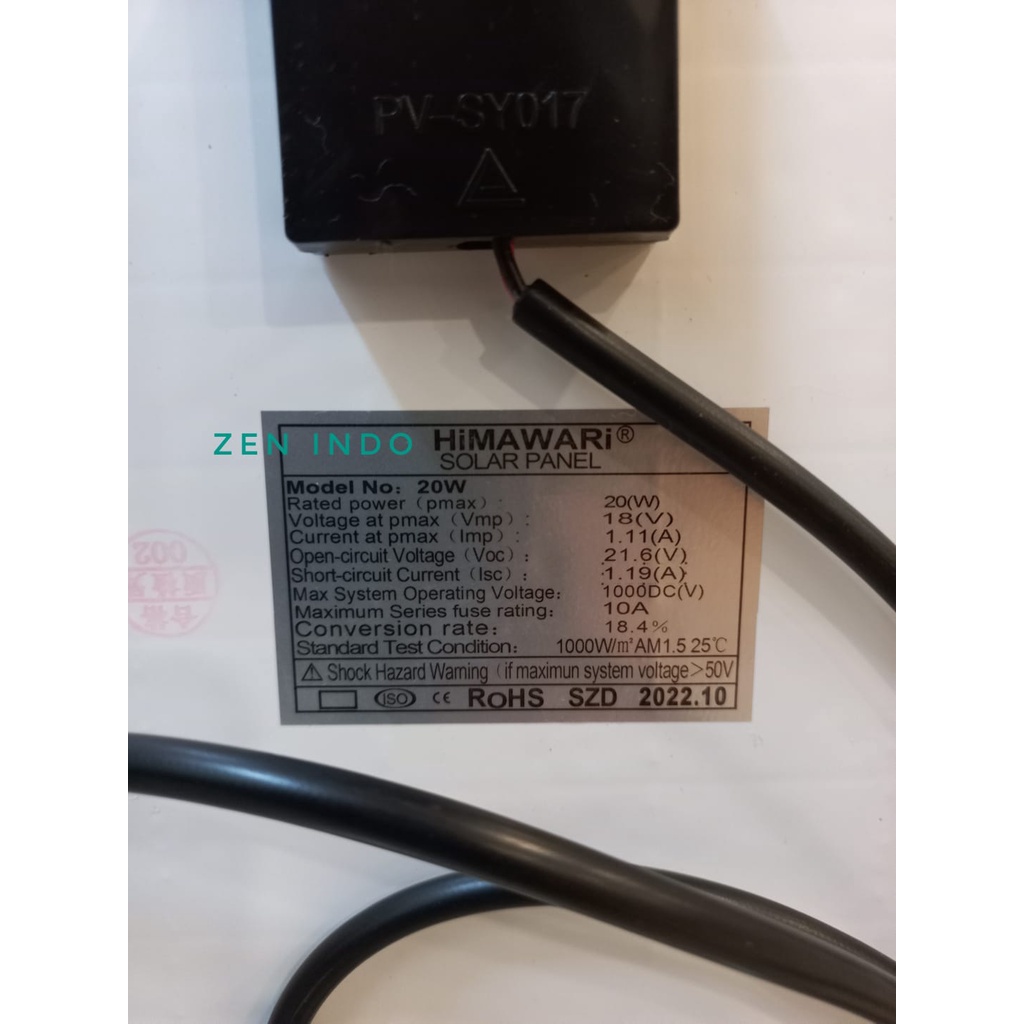 PV-SY017
ZEN INDO
HiMAWARi®
SOLAR PANEL
Model No: 20W
Rated power (pmax): 20(W)
Voltage at pmax (Vmp): 18(V)
Current at pmax (Imp): 1.11(A)
Open-circuit Voltage (Voc): 21.6(V)
Short-circuit Current (Isc): 1.19(A)
Max System Operating Voltage: 1000DC(V)
Maximum Series fuse rating: 10A
Conversion rate: 18.4%
Standard Test Condition: 1000W/㎡ AM1.5 25℃
⚠ Shock Hazard Warning (if maximun system voltage>50V
ISO CE RoHS SZD 2022.10
002